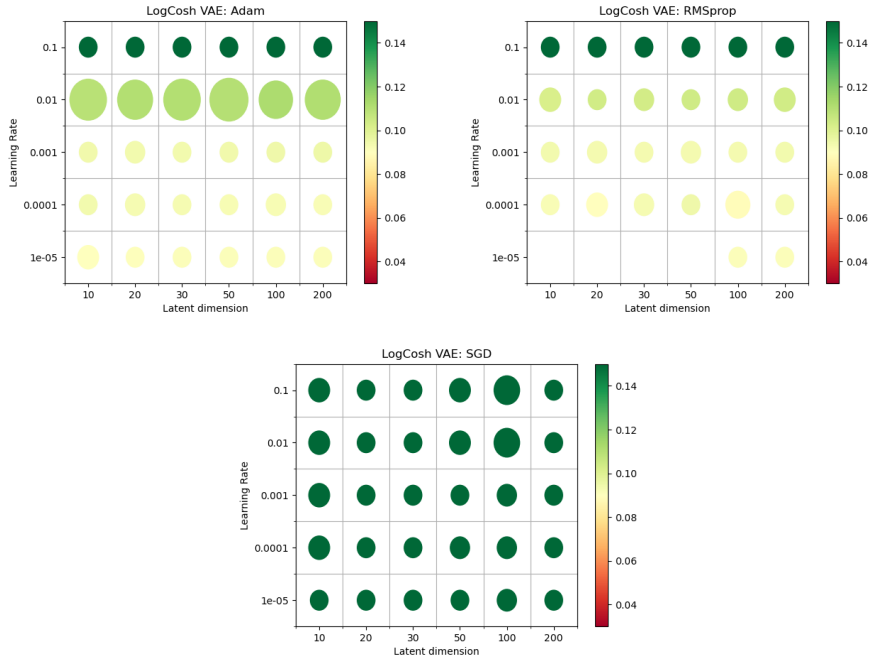 LogCosh VAE: Adam
0.1
0.01
0.001
0.0001
1e-05
Learning Rate
10 20 30 50 100 200
Latent dimension
0.14
0.12
0.10
0.08
0.06
0.04
LogCosh VAE: RMSprop
0.1
0.01
0.001
0.0001
1e-05
Learning Rate
10 20 30 50 100 200
Latent dimension
0.14
0.12
0.10
0.08
0.06
0.04
LogCosh VAE: SGD
0.1
0.01
0.001
0.0001
1e-05
Learning Rate
10 20 30 50 100 200
Latent dimension
0.14
0.12
0.10
0.08
0.06
0.04